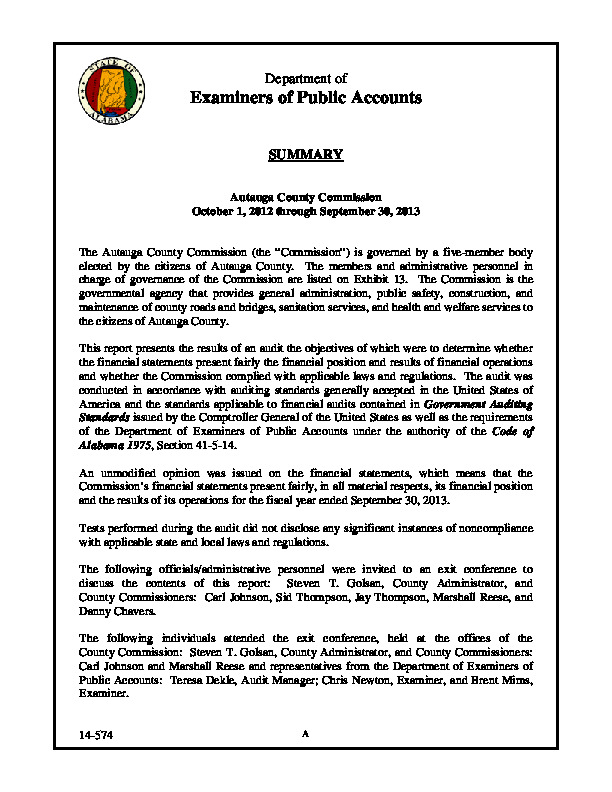 STATE OF
ALABAMA
Department of
Examiners of Public Accounts
SUMMARY
Autauga County Commission
October 1, 2012 through September 30, 2013
The Autauga County Commission (the "Commission") is governed by a five-member body
elected by the citizens of Autauga County. The members and administrative personnel in
charge of governance of the Commission are listed on Exhibit 13. The Commission is the
governmental agency that provides general administration, public safety, construction, and
maintenance of county roads and bridges, sanitation services, and health and welfare services to
the citizens of Autauga County.
This report presents the results of an audit the objectives of which were to determine whether
the financial statements present fairly the financial position and results of financial operations
and whether the Commission complied with applicable laws and regulations. The audit was
conducted in accordance with auditing standards generally accepted in the United States of
America and the standards applicable to financial audits contained in Government Auditing
Standards issued by the Comptroller General of the United States as well as the requirements
of the Department of Examiners of Public Accounts under the authority of the Code of
Alabama 1975, Section 41-5-14.
An unmodified opinion was issued on the financial statements, which means that the
Commission's financial statements present fairly, in all material respects, its financial position
and the results of its operations for the fiscal year ended September 30, 2013.
Tests performed during the audit did not disclose any significant instances of noncompliance
with applicable state and local laws and regulations.
The following officials/administrative personnel were invited to an exit conference to
discuss the contents of this report: Steven T. Golsan, County Administrator, and
County Commissioners: Carl Johnson, Sid Thompson, Jay Thompson, Marshall Reese, and
Danny Chavers.
The following individuals attended the exit conference, held at the offices of the
County Commission: Steven T. Golsan, County Administrator, and County Commissioners:
Carl Johnson and Marshall Reese and representatives from the Department of Examiners of
Public Accounts: Teresa Dekle, Audit Manager; Chris Newton, Examiner, and Brent Mims,
Examiner.
14-574
A